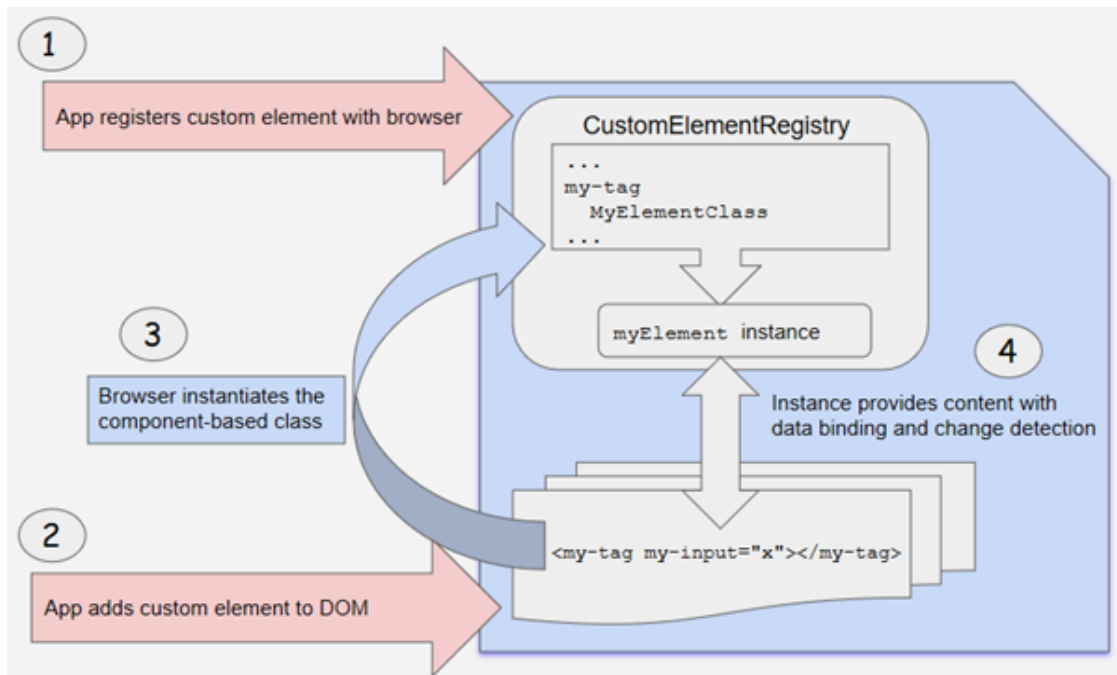 1
App registers custom element with browser
CustomElementRegistry
...
my-tag
MyElementClass
...
myElement instance
3
Browser instantiates the
component-based class
4
Instance provides content with
data binding and change detection
2
App adds custom element to DOM
<my-tag my-input="x"></my-tag>